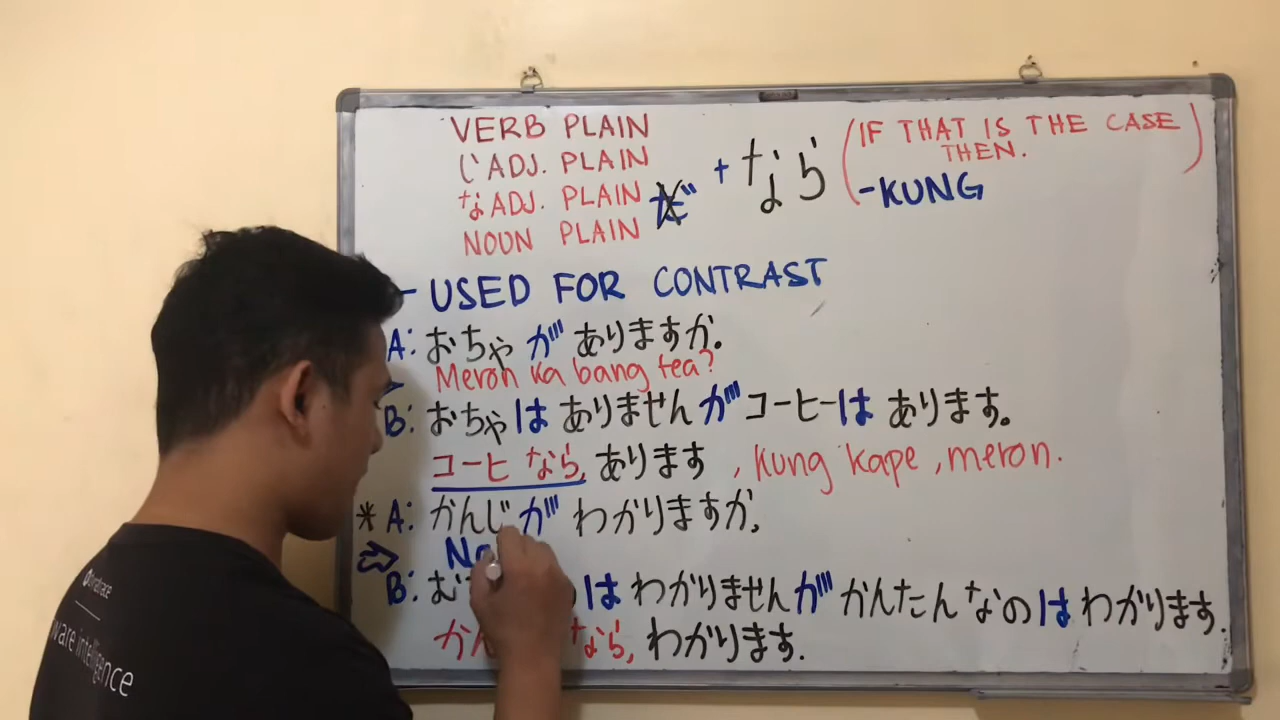 VERB PLAIN
いADJ. PLAIN
なADJ. PLAIN だ
NOUN PLAIN
+ なら (IF THAT IS THE CASE THEN.)
-KUNG
- USED FOR CONTRAST
A: おちゃ が ありますか。
Meron ka bang tea?
B: おちゃは ありませんが コーヒーは あります。
コーヒ なら, あります , kung kape, meron.
* A: かんじが わかりますか。
B: は わかりませんが かんたん なのは わかります.
なら, わかります.
dynatrace
intelligence